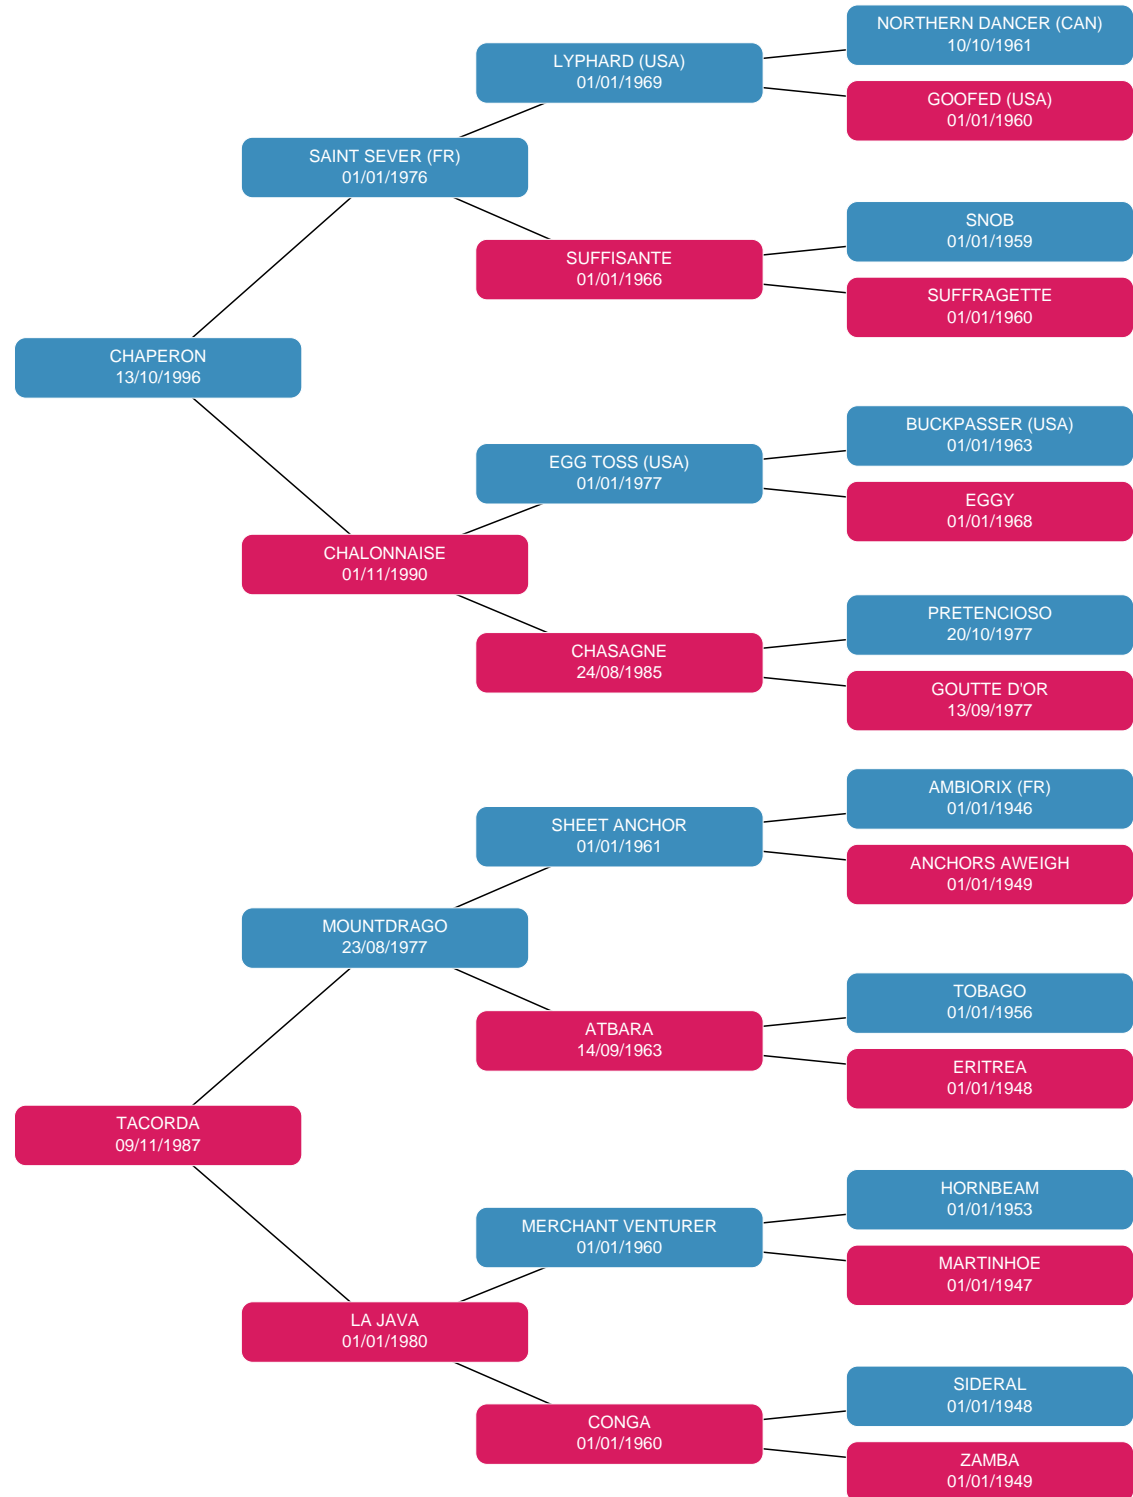 NORTHERN DANCER (CAN)
10/10/1961
LYPHARD (USA)
01/01/1969
GOOFED (USA)
01/01/1960
SAINT SEVER (FR)
01/01/1976
SNOB
01/01/1959
SUFFISANTE
01/01/1966
SUFFRAGETTE
01/01/1960
CHAPERON
13/10/1996
BUCKPASSER (USA)
01/01/1963
EGG TOSS (USA)
01/01/1977
EGGY
01/01/1968
CHALONNAISE
01/11/1990
PRETENCIOSO
20/10/1977
CHASAGNE
24/08/1985
GOUTTE D'OR
13/09/1977
AMBIORIX (FR)
01/01/1946
SHEET ANCHOR
01/01/1961
ANCHORS AWEIGH
01/01/1949
MOUNTDRAGO
23/08/1977
TOBAGO
01/01/1956
ATBARA
14/09/1963
ERITREA
01/01/1948
TACORDA
09/11/1987
HORNBEAM
01/01/1953
MERCHANT VENTURER
01/01/1960
MARTINHOE
01/01/1947
LA JAVA
01/01/1980
SIDERAL
01/01/1948
CONGA
01/01/1960
ZAMBA
01/01/1949